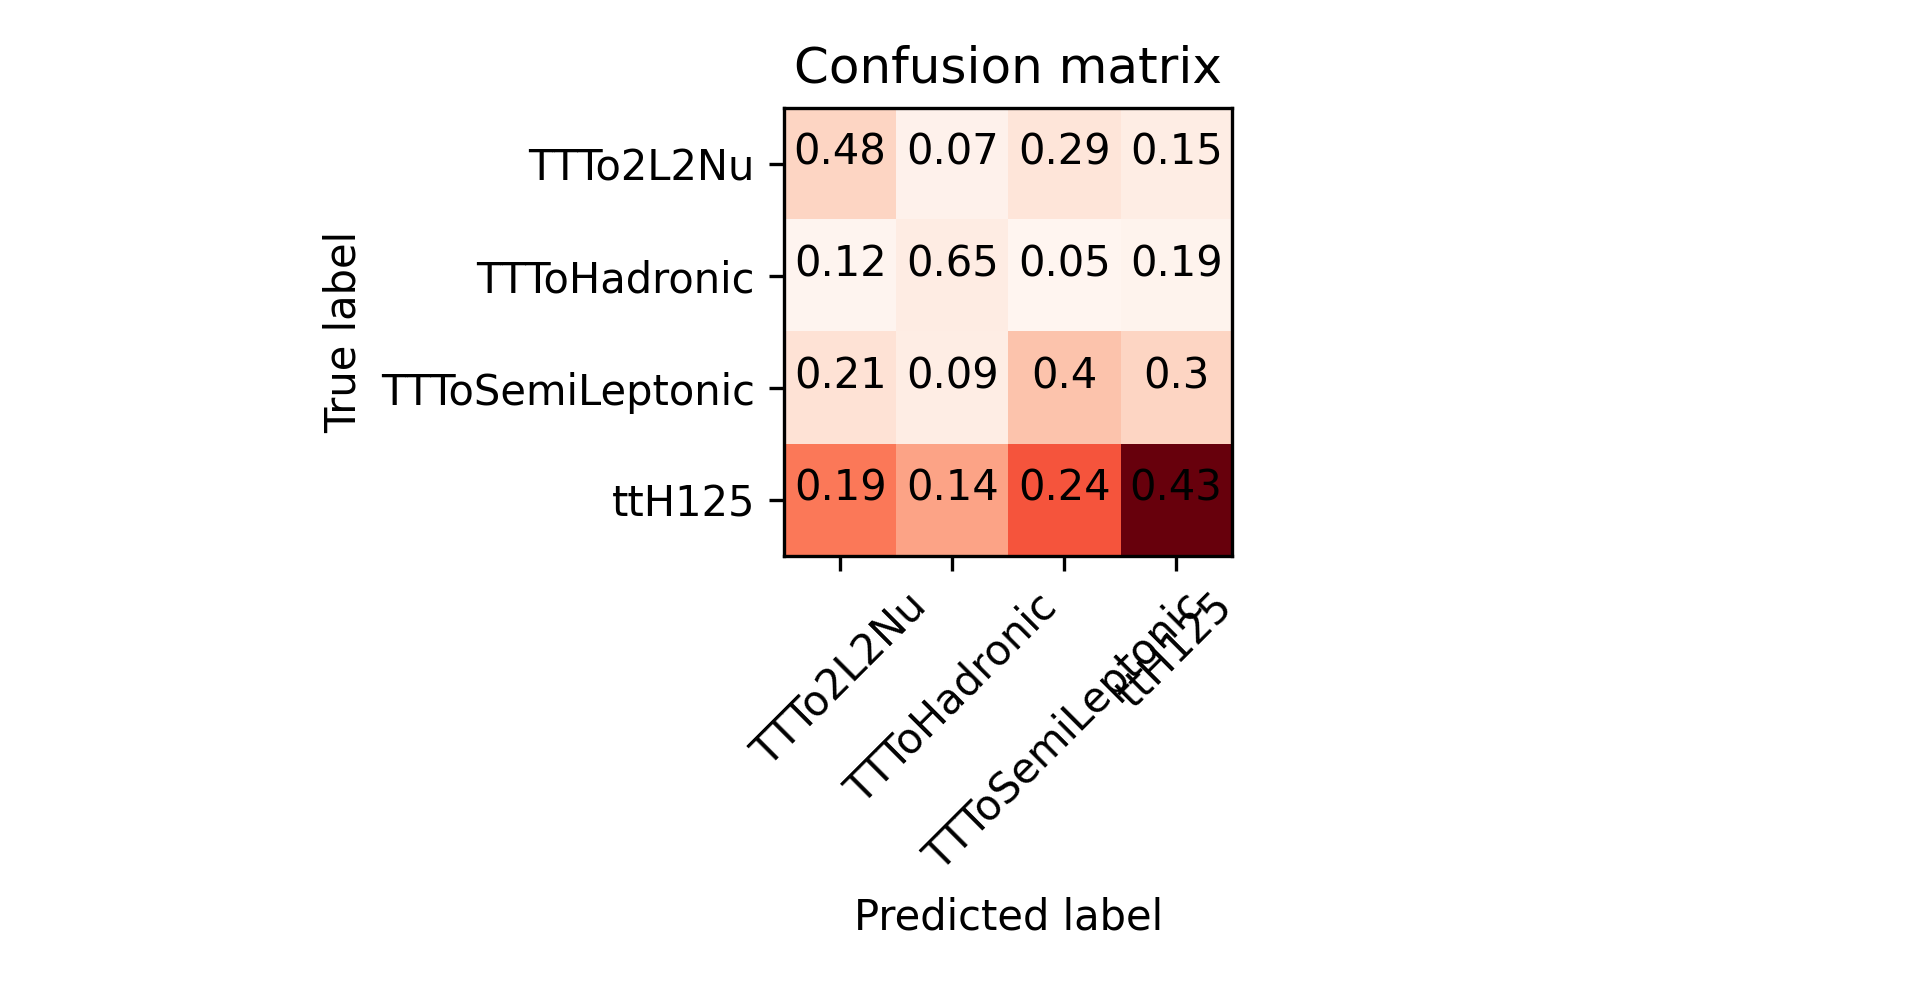 Confusion matrix
TTTo2L2Nu 0.48 0.07 0.29 0.15
TTToHadronic 0.12 0.65 0.05 0.19
TTToSemiLeptonic 0.21 0.09 0.4 0.3
ttH125 0.19 0.14 0.24 0.43
True label
TTTo2L2Nu
TTToHadronic
TTToSemiLeptonic
ttH125
Predicted label